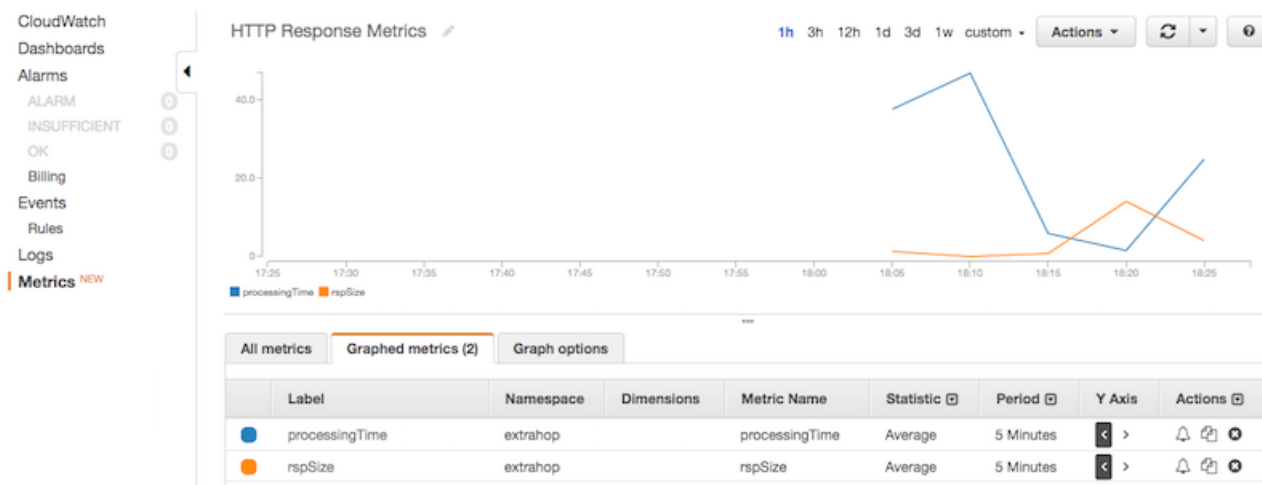 CloudWatch
Dashboards
Alarms
ALARM 0
INSUFFICIENT 0
OK 0
Billing
Events
Rules
Logs
Metrics NEW
HTTP Response Metrics
1h 3h 12h 1d 3d 1w custom Actions
40.0
20.0
0
17:25 17:30 17:35 17:40 17:45 17:50 17:55 18:00 18:05 18:10 18:15 18:20 18:25
processingTime rspSize
All metrics Graphed metrics (2) Graph options
Label Namespace Dimensions Metric Name Statistic Period Y Axis Actions
processingTime extrahop processingTime Average 5 Minutes < >
rspSize extrahop rspSize Average 5 Minutes < >